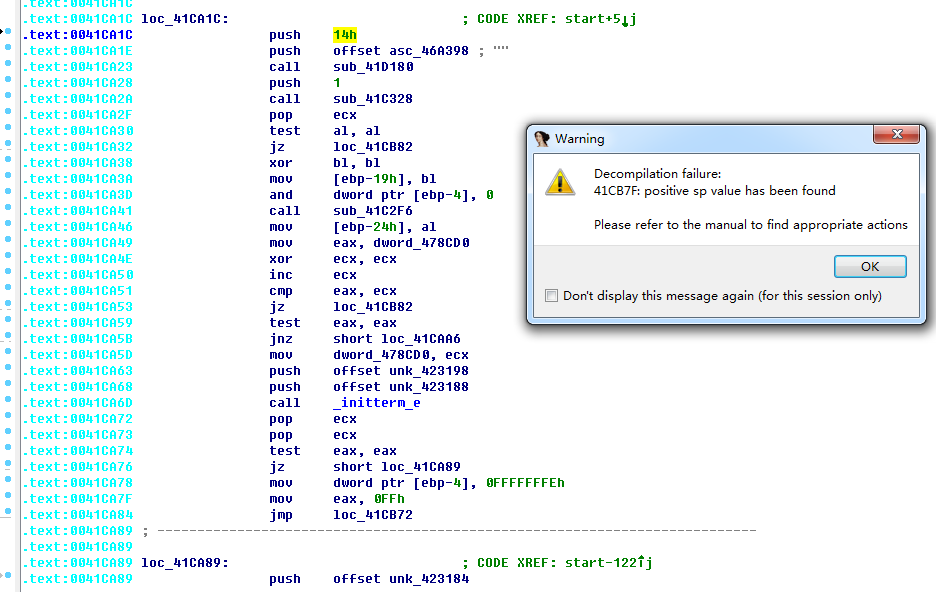 .text:0041CA1C
.text:0041CA1C loc_41CA1C: ; CODE XREF: start+5↓j
.text:0041CA1C push 14h
.text:0041CA1E push offset asc_46A398 ; """
.text:0041CA23 call sub_41D180
.text:0041CA28 push 1
.text:0041CA2A call sub_41C328
.text:0041CA2F pop ecx
.text:0041CA30 test al, al
.text:0041CA32 jz loc_41CB82
.text:0041CA38 xor bl, bl
.text:0041CA3A mov [ebp-19h], bl
.text:0041CA3D and dword ptr [ebp-4], 0
.text:0041CA41 call sub_41C2F6
.text:0041CA46 mov [ebp-24h], al
.text:0041CA49 mov eax, dword_478CD0
.text:0041CA4E xor ecx, ecx
.text:0041CA50 inc ecx
.text:0041CA51 cmp eax, ecx
.text:0041CA53 jz loc_41CB82
.text:0041CA59 test eax, eax
.text:0041CA5B jnz short loc_41CAA6
.text:0041CA5D mov dword_478CD0, ecx
.text:0041CA63 push offset unk_423198
.text:0041CA68 push offset unk_423188
.text:0041CA6D call _initterm_e
.text:0041CA72 pop ecx
.text:0041CA73 pop ecx
.text:0041CA74 test eax, eax
.text:0041CA76 jz short loc_41CA89
.text:0041CA78 mov dword ptr [ebp-4], 0FFFFFFFEh
.text:0041CA7F mov eax, 0FFh
.text:0041CA84 jmp loc_41CB72
.text:0041CA89 ; ---------------------------------------------------------------------------
.text:0041CA89
.text:0041CA89 loc_41CA89: ; CODE XREF: start-122↑j
.text:0041CA89 push offset unk_423184
Warning
Decompilation failure:
41CB7F: positive sp value has been found
Please refer to the manual to find appropriate actions
OK
Don't display this message again (for this session only)